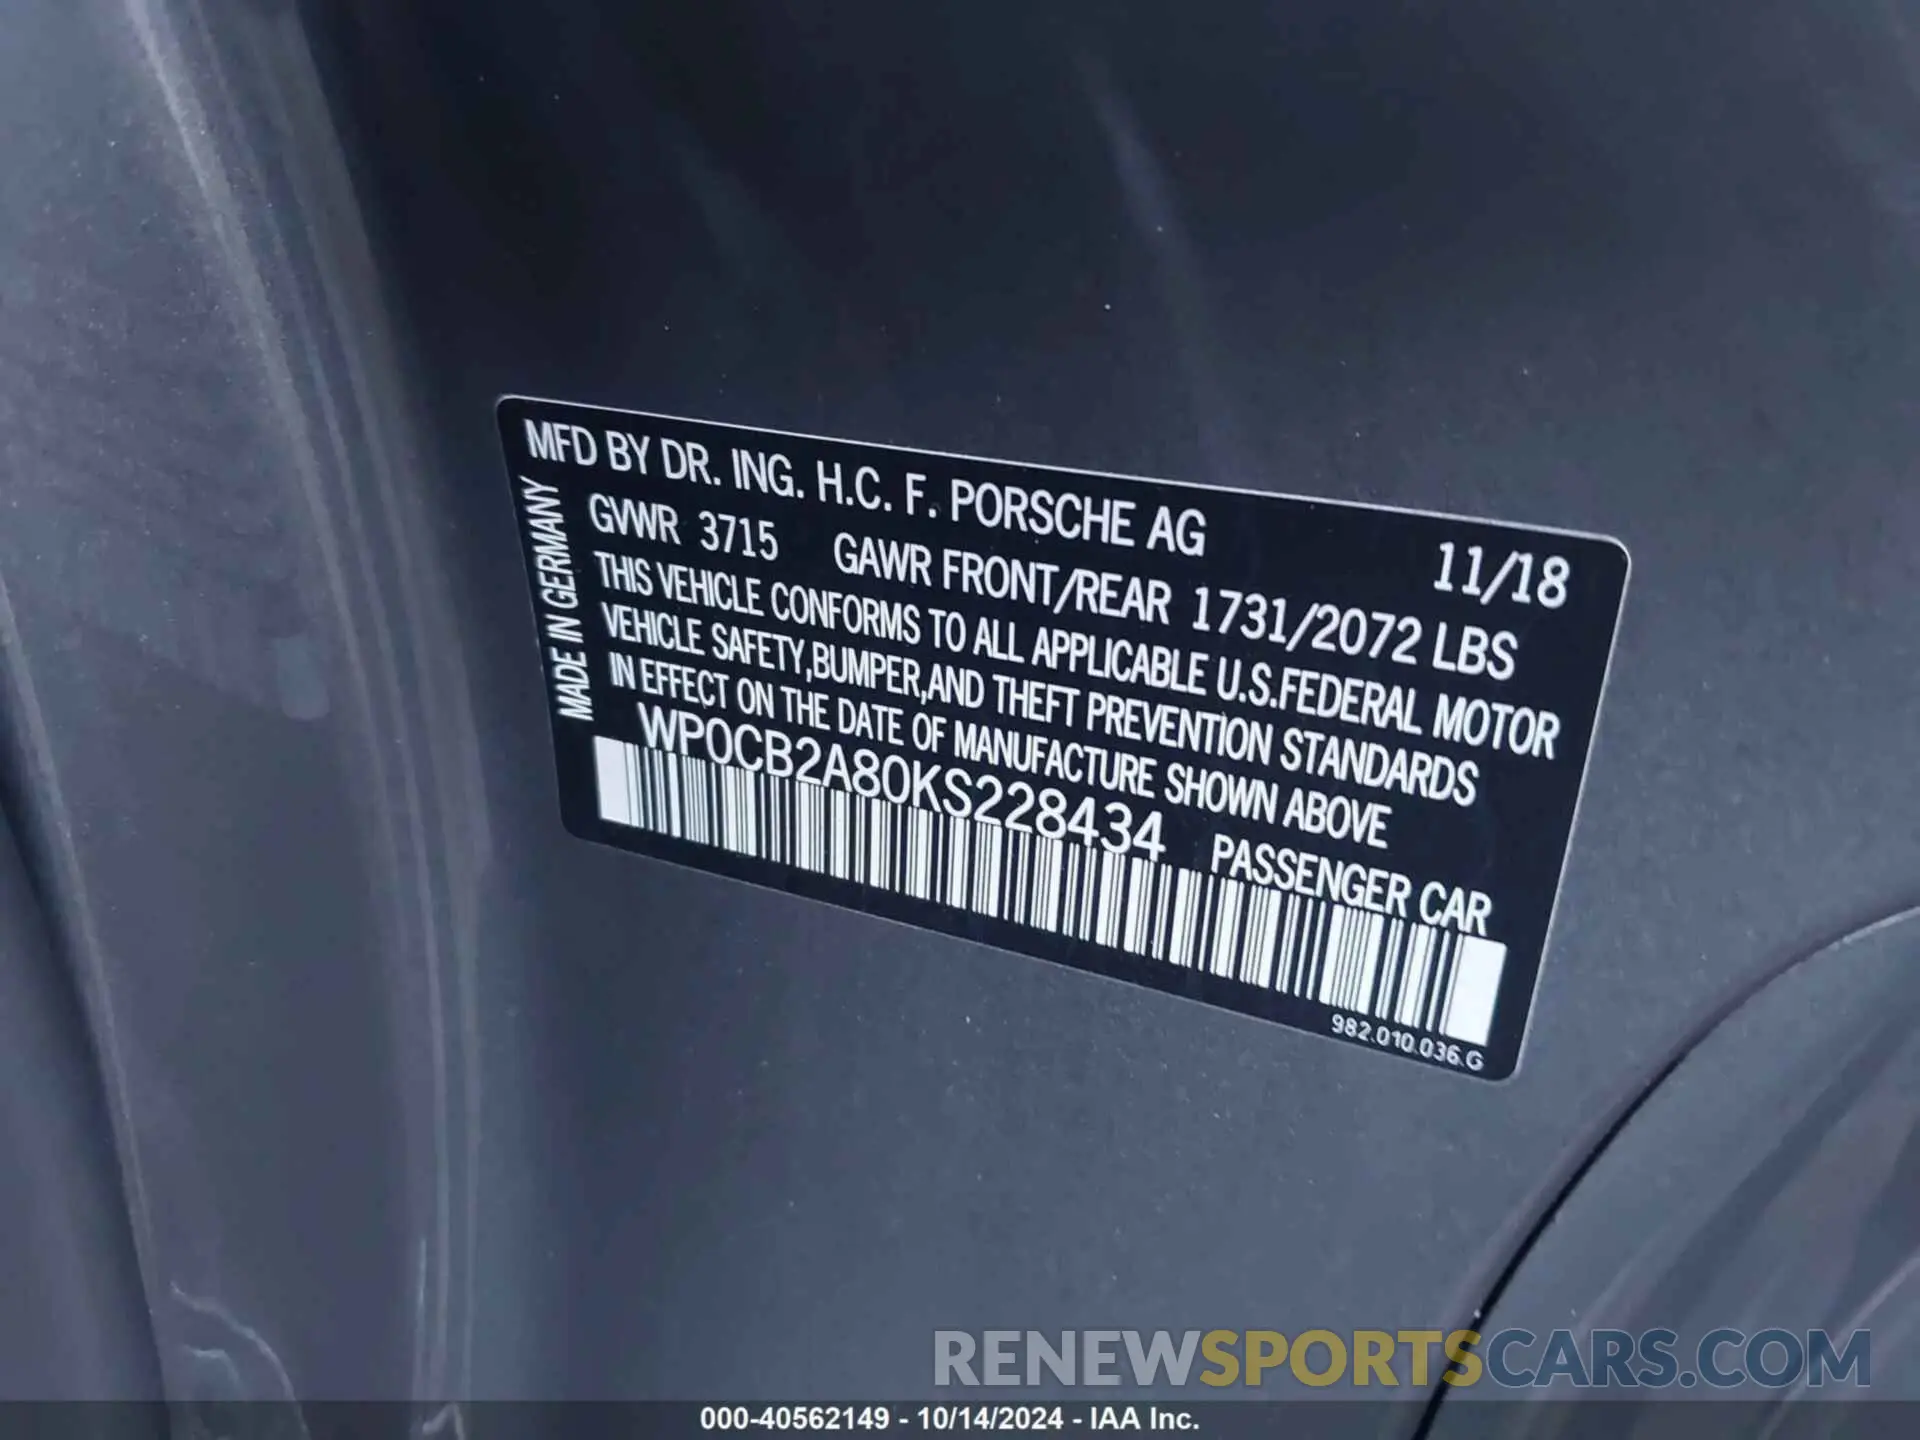 MFD BY DR. ING. H.C. F. PORSCHE AG
11/18
GVWR 3715 GAWR FRONT/REAR 1731/2072 LBS
THIS VEHICLE CONFORMS TO ALL APPLICABLE U.S.FEDERAL MOTOR
VEHICLE SAFETY,BUMPER,AND THEFT PREVENTION STANDARDS
IN EFFECT ON THE DATE OF MANUFACTURE SHOWN ABOVE
WP0CB2A80KS228434 PASSENGER CAR
982.010.036.G
MADE IN GERMANY
RENEWSPORTSCARS.COM
000-40562149 - 10/14/2024 - IAA Inc.